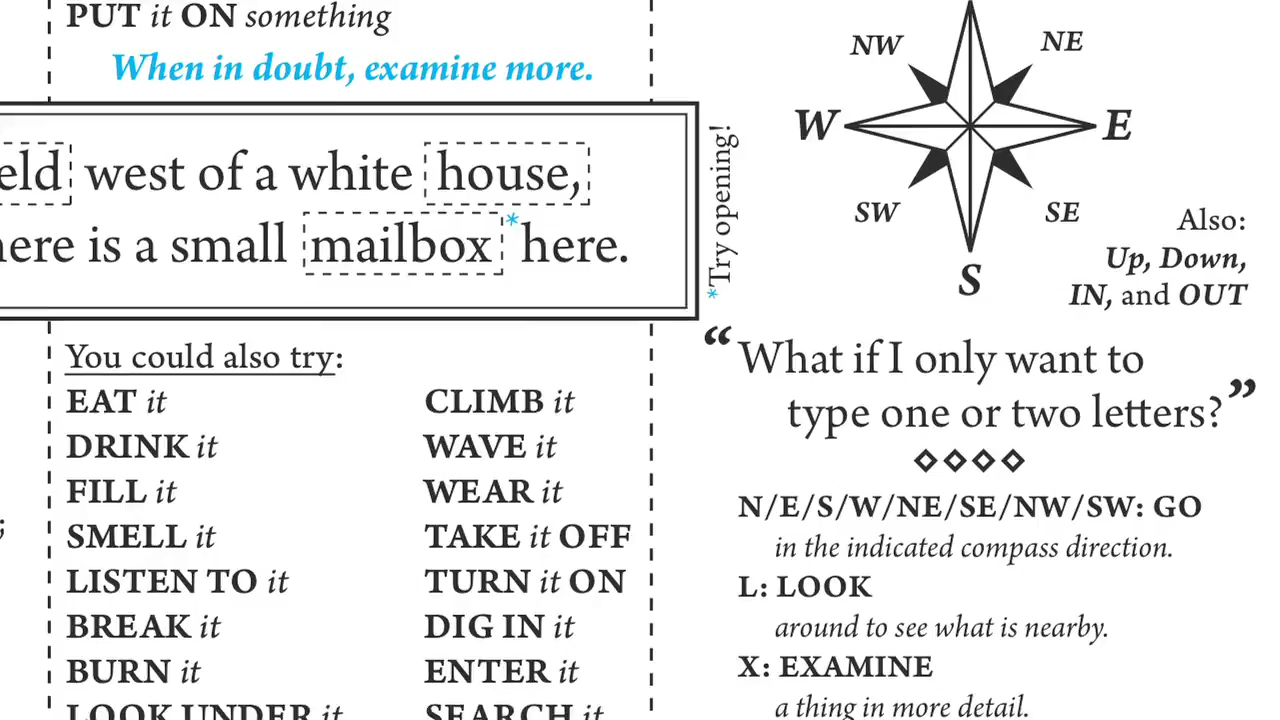 PUT it ON something
When in doubt, examine more.
eld west of a white house,
here is a small mailbox * here.
*Try opening!
You could also try:
EAT it
DRINK it
FILL it
SMELL it
LISTEN TO it
BREAK it
BURN it
LOOK UNDER it
CLIMB it
WAVE it
WEAR it
TAKE it OFF
TURN it ON
DIG IN it
ENTER it
SEARCH it
NW
NE
W
E
SW
SE
S
Also:
Up, Down,
IN, and OUT
“What if I only want to
type one or two letters?”
N/E/S/W/NE/SE/NW/SW: GO
in the indicated compass direction.
L: LOOK
around to see what is nearby.
X: EXAMINE
a thing in more detail.